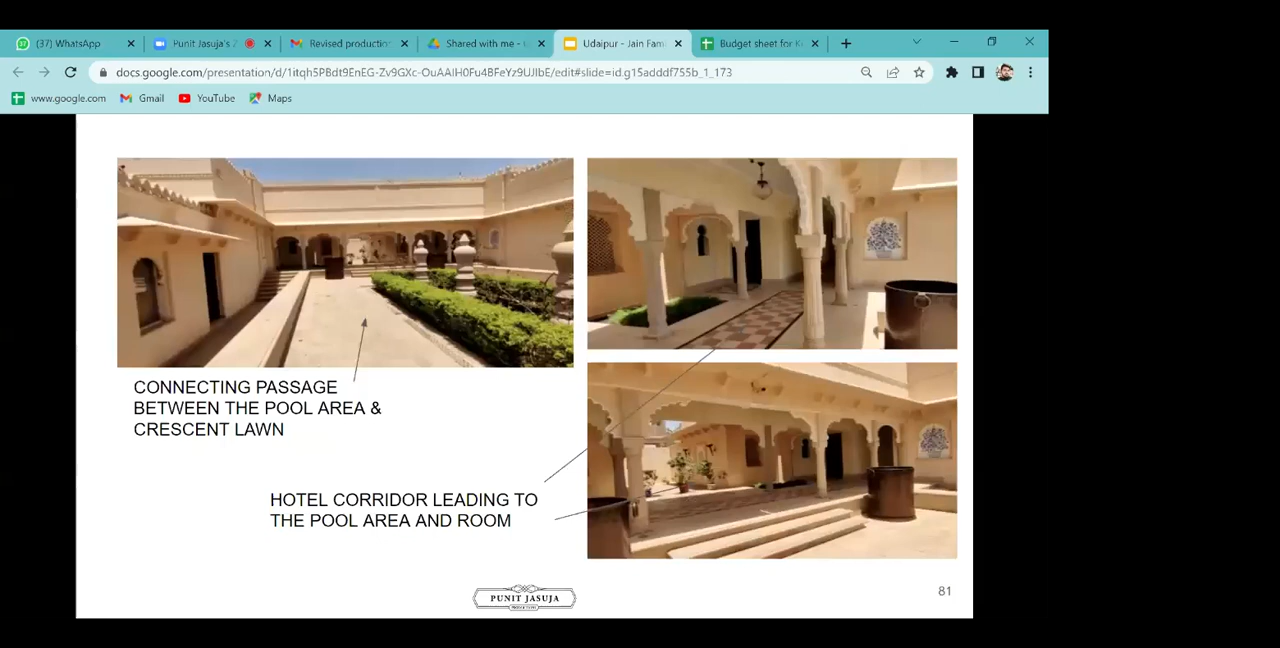 (37) WhatsApp
Punit Jasuja's Z
Revised productio
Shared with me -
Udaipur - Jain Fam
Budget sheet for K
docs.google.com/presentation/d/1itqh5PBdt9EnEG-Zv9GXc-OuAAIH0Fu4BFeYz9UJIbE/edit#slide=id.g15adddf755b_1_173
www.google.com
Gmail
YouTube
Maps
CONNECTING PASSAGE
BETWEEN THE POOL AREA &
CRESCENT LAWN
HOTEL CORRIDOR LEADING TO
THE POOL AREA AND ROOM
PUNIT JASUJA
PRODUCTIONS
81